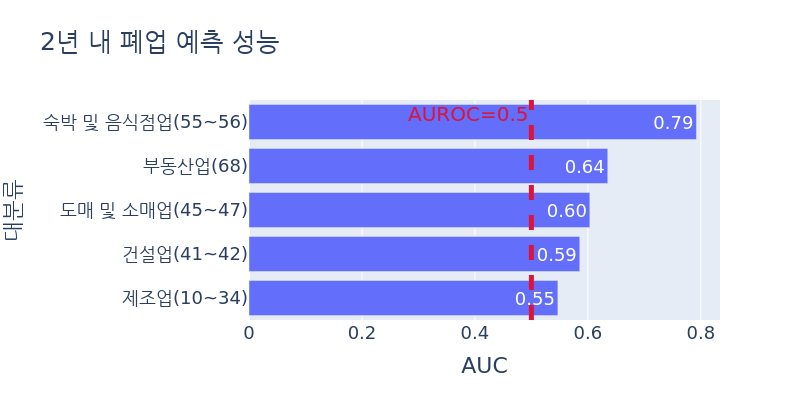 2년 내 폐업 예측 성능
AUROC=0.5
대분류
숙박 및 음식점업(55~56)
0.79
부동산업(68)
0.64
도매 및 소매업(45~47)
0.60
건설업(41~42)
0.59
제조업(10~34)
0.55
0
0.2
0.4
0.6
0.8
AUC